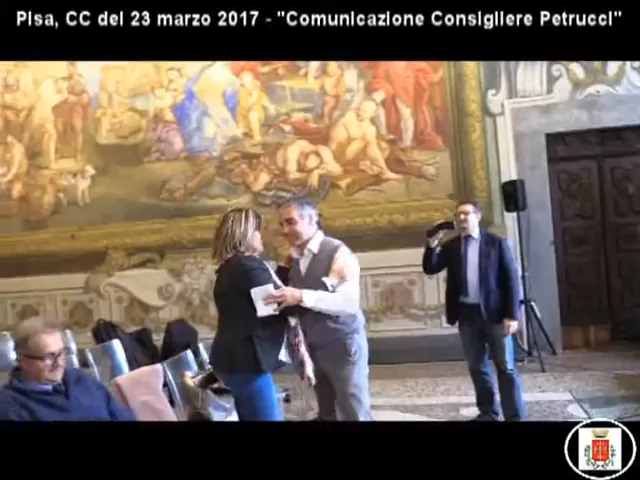 Pisa, CC del 23 marzo 2017 - "Comunicazione Consigliere Petrucci"